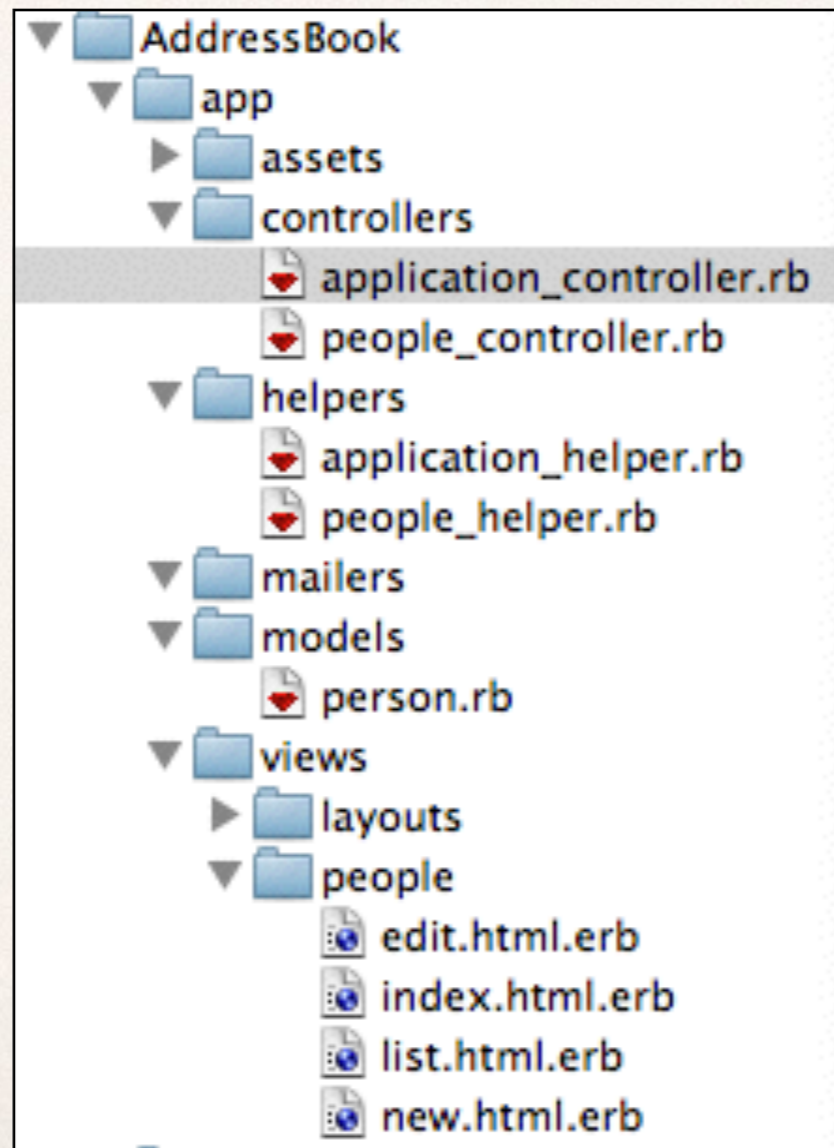 AddressBook
app
assets
controllers
application_controller.rb
people_controller.rb
helpers
application_helper.rb
people_helper.rb
mailers
models
person.rb
views
layouts
people
edit.html.erb
index.html.erb
list.html.erb
new.html.erb